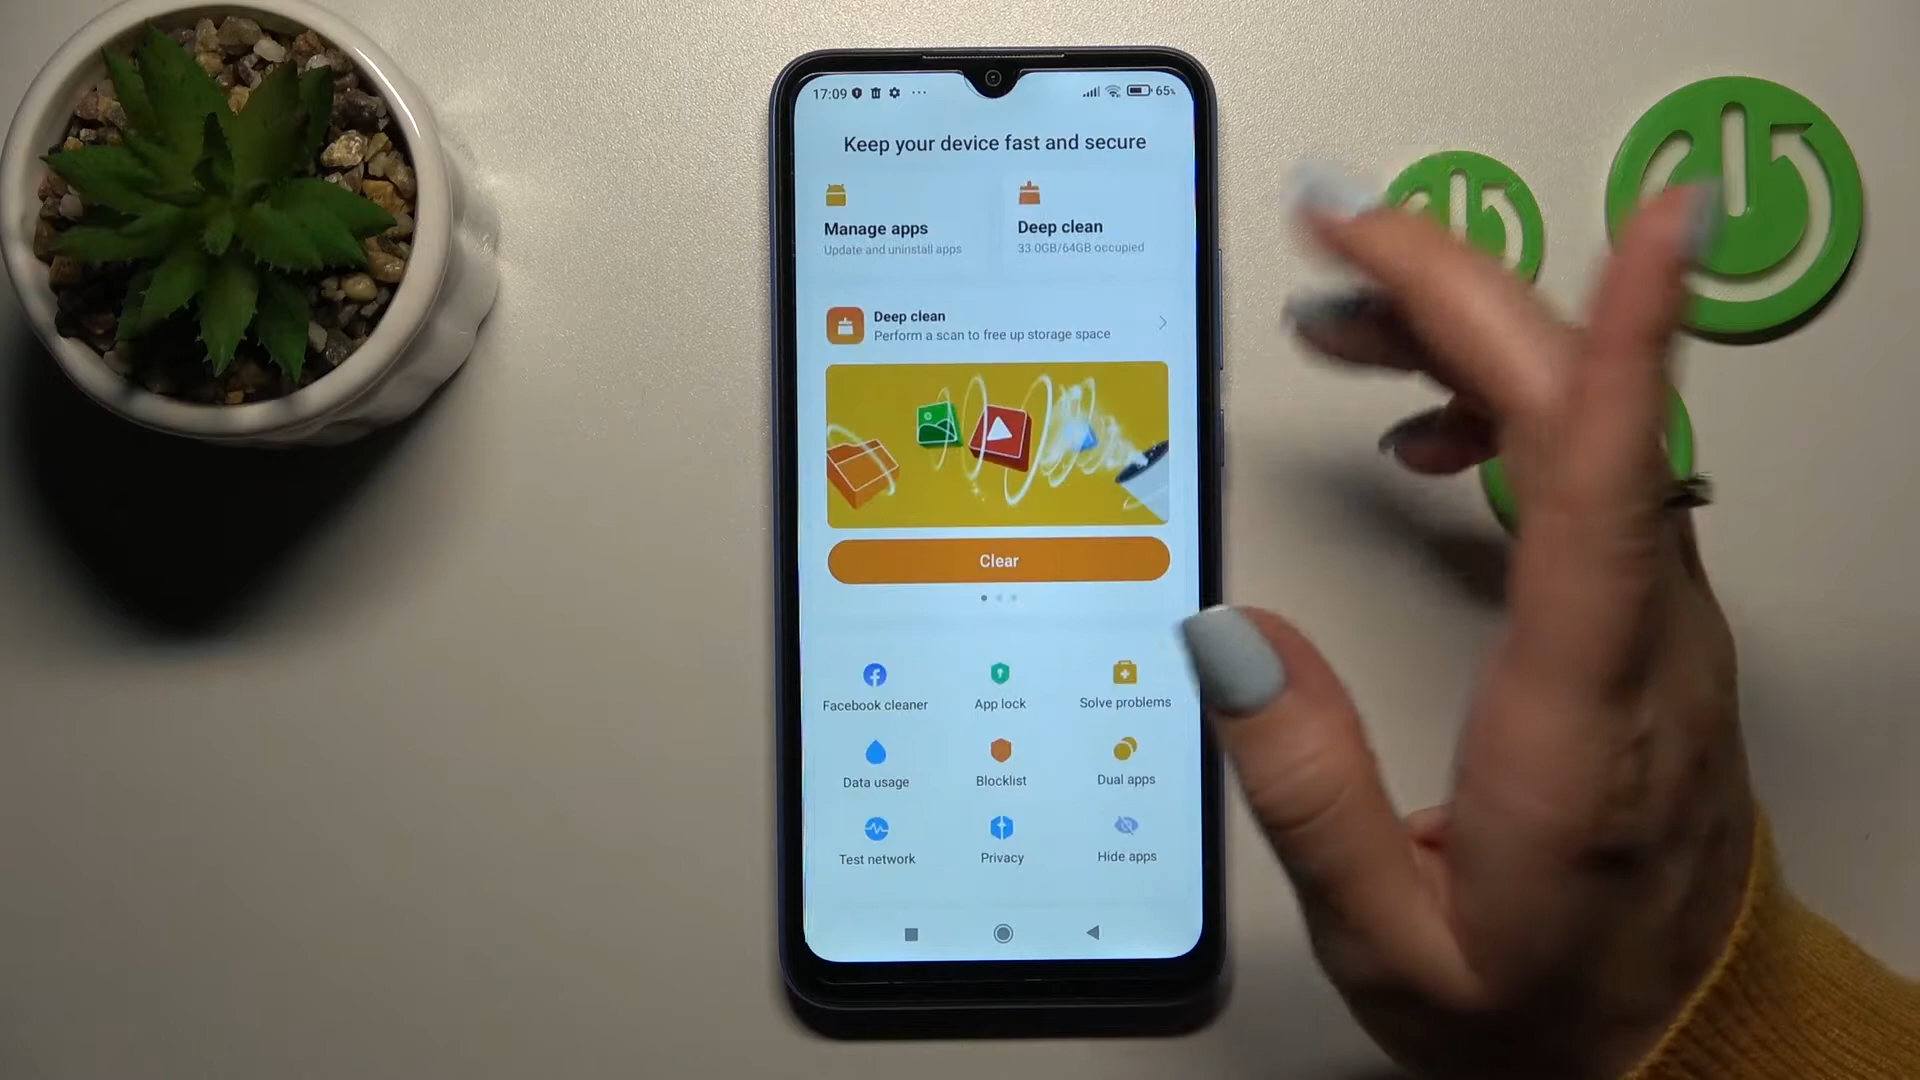 17:09 ... 65%
Keep your device fast and secure
Manage apps
Update and uninstall apps
Deep clean
33.0GB/64GB occupied
Deep clean
Perform a scan to free up storage space
Clear
Facebook cleaner
App lock
Solve problems
Data usage
Blocklist
Dual apps
Test network
Privacy
Hide apps